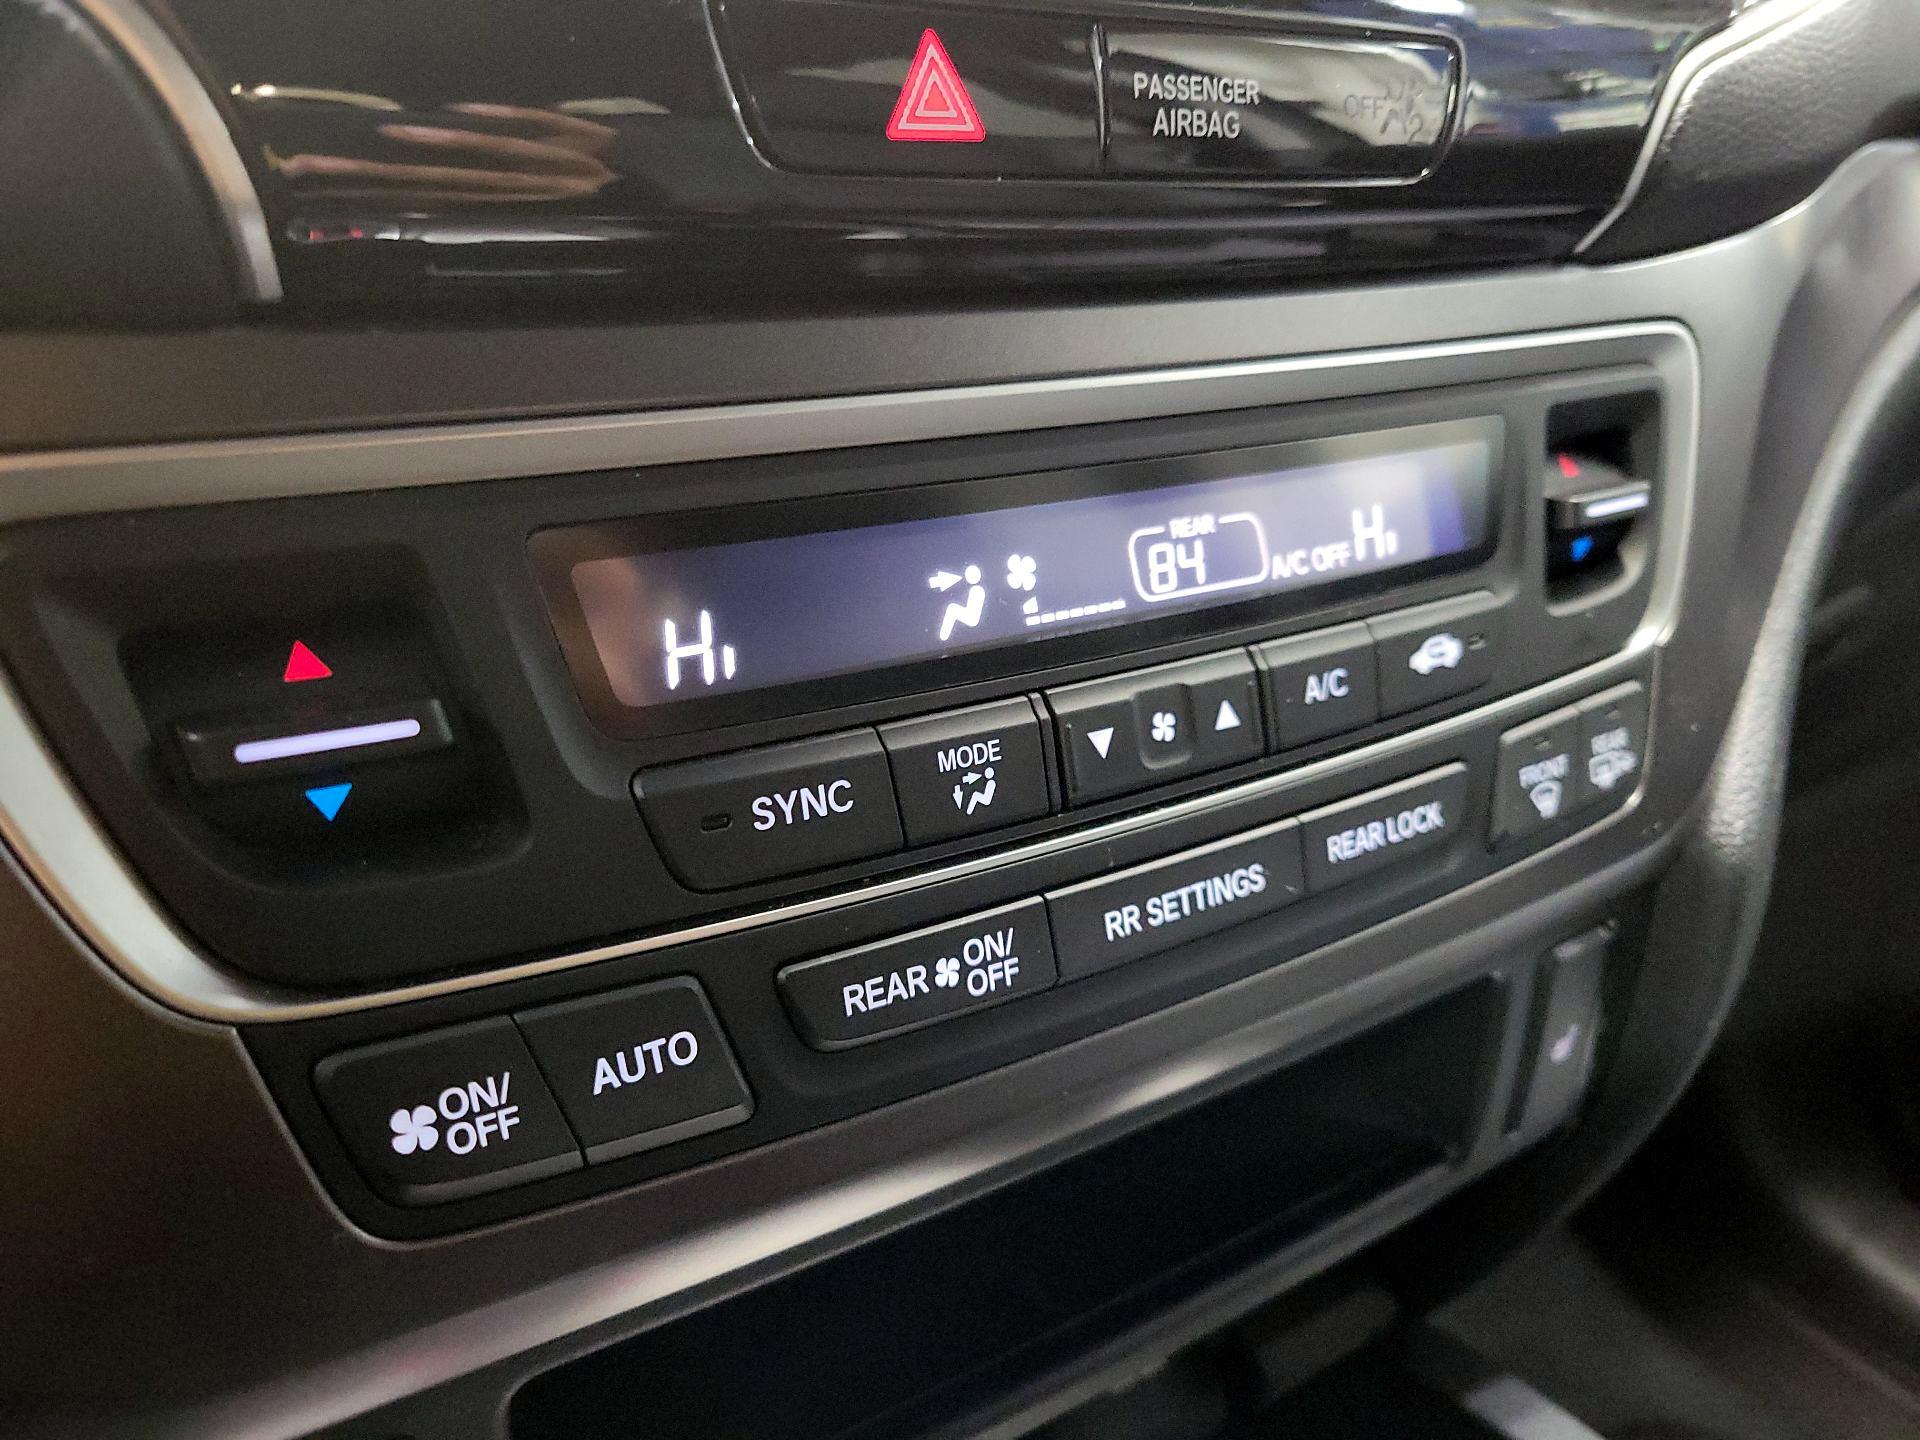 PASSENGER
AIRBAG
OFF
REAR
84
Hi
A/C OFF Hi
SYNC
MODE
A/C
FRONT
REAR
REAR ON/
OFF
RR SETTINGS
REAR LOCK
ON/
OFF
AUTO